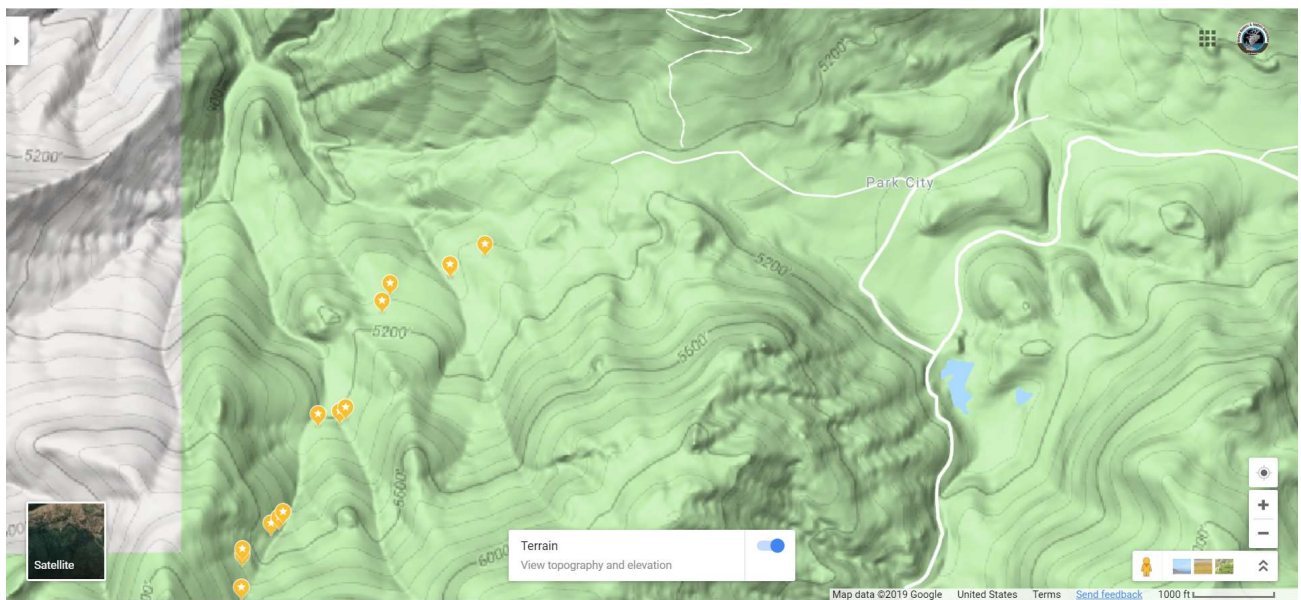 5200'
5200'
Park City
5200'
5200'
5600'
5600'
6000'
Satellite
Terrain
View topography and elevation
Map data ©2019 Google United States Terms Send feedback 1000 ft